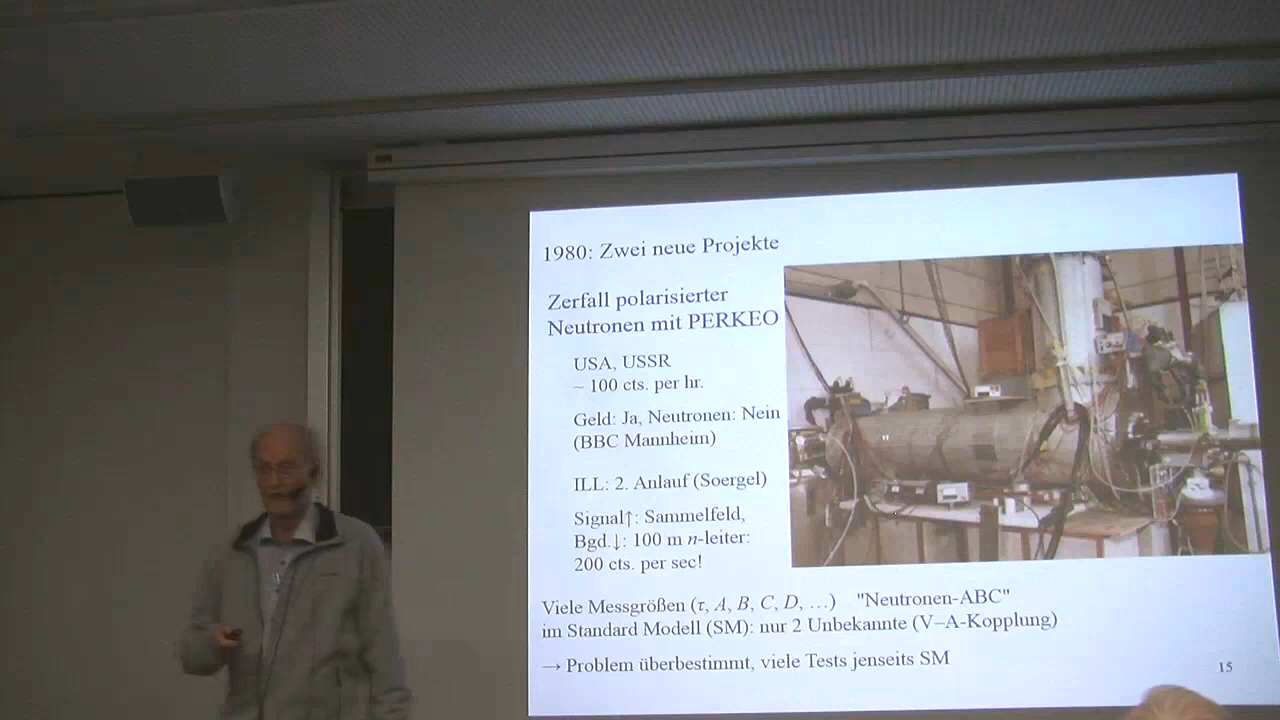 1980: Zwei neue Projekte
Zerfall polarisierter
Neutronen mit PERKEO
USA, USSR
~ 100 cts. per hr.
Geld: Ja, Neutronen: Nein
(BBC Mannheim)
ILL: 2. Anlauf (Soergel)
Signal↑: Sammelfeld,
Bgd.↓: 100 m n-leiter:
200 cts. per sec!
Viele Messgrößen (τ, A, B, C, D, …) "Neutronen-ABC"
im Standard Modell (SM): nur 2 Unbekannte (V–A-Kopplung)
→ Problem überbestimmt, viele Tests jenseits SM
15